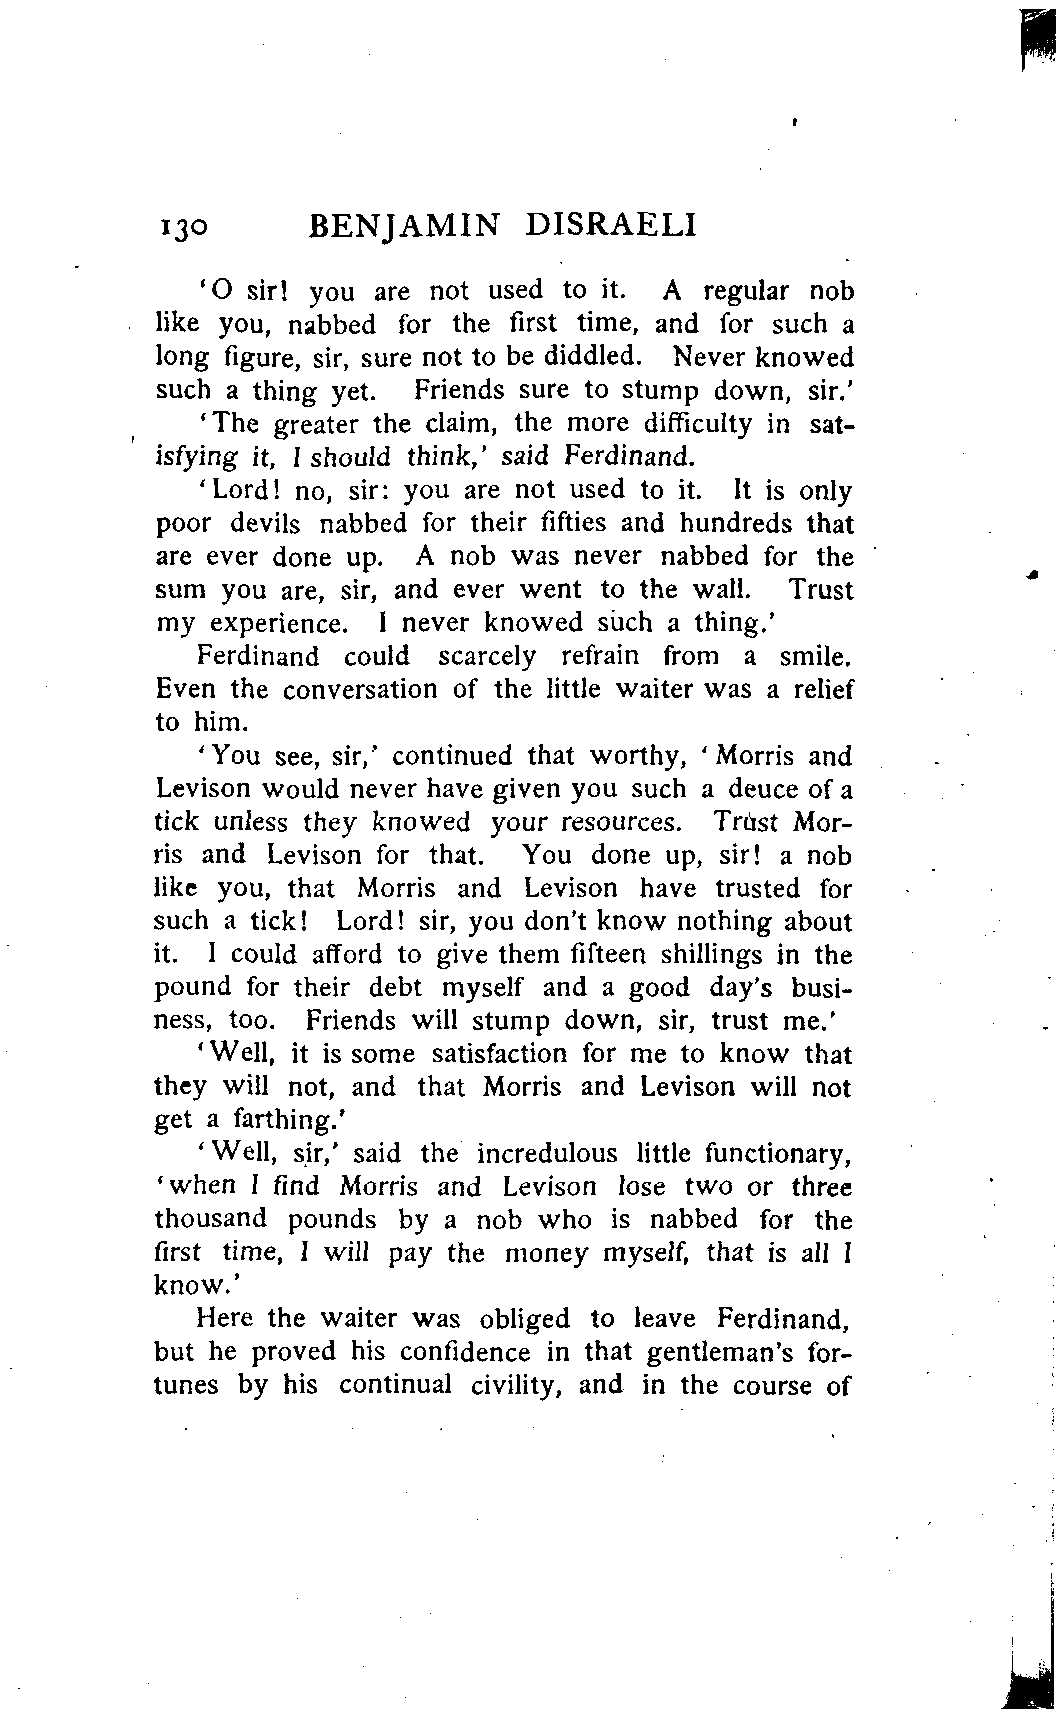 130 BENJAMIN DISRAELI
‘O sir! you are not used to it. A regular nob
like you, nabbed for the first time, and for such a
long figure, sir, sure not to be diddled. Never knowed
such a thing yet. Friends sure to stump down, sir.’
‘The greater the claim, the more difficulty in sat-
isfying it, I should think,’ said Ferdinand.
‘Lord! no, sir: you are not used to it. It is only
poor devils nabbed for their fifties and hundreds that
are ever done up. A nob was never nabbed for the
sum you are, sir, and ever went to the wall. Trust
my experience. I never knowed such a thing.’
Ferdinand could scarcely refrain from a smile.
Even the conversation of the little waiter was a relief
to him.
‘You see, sir,’ continued that worthy, ‘Morris and
Levison would never have given you such a deuce of a
tick unless they knowed your resources. Trust Mor-
ris and Levison for that. You done up, sir! a nob
like you, that Morris and Levison have trusted for
such a tick! Lord! sir, you don't know nothing about
it. I could afford to give them fifteen shillings in the
pound for their debt myself and a good day's busi-
ness, too. Friends will stump down, sir, trust me.’
‘Well, it is some satisfaction for me to know that
they will not, and that Morris and Levison will not
get a farthing.’
‘Well, sir,’ said the incredulous little functionary,
‘when I find Morris and Levison lose two or three
thousand pounds by a nob who is nabbed for the
first time, I will pay the money myself, that is all I
know.’
Here the waiter was obliged to leave Ferdinand,
but he proved his confidence in that gentleman's for-
tunes by his continual civility, and in the course of